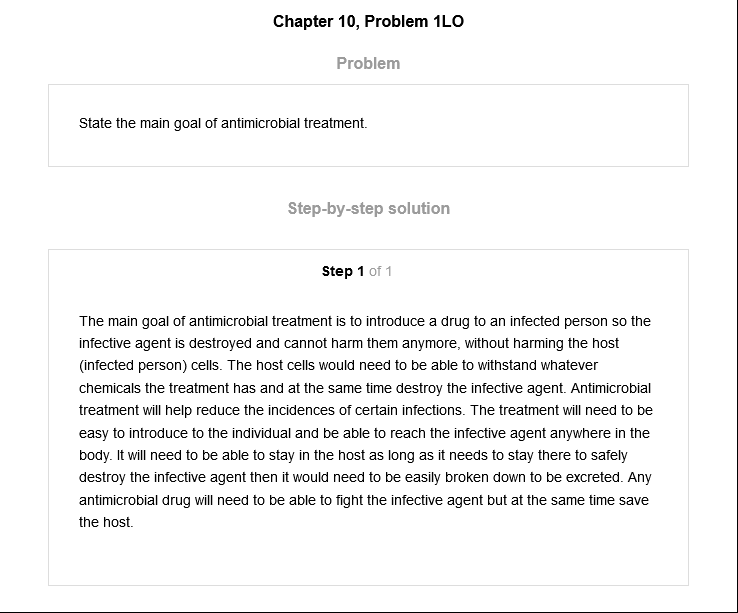 Chapter 10, Problem 1LO
Problem
State the main goal of antimicrobial treatment.
Step-by-step solution
Step 1 of 1
The main goal of antimicrobial treatment is to introduce a drug to an infected person so the
infective agent is destroyed and cannot harm them anymore, without harming the host
(infected person) cells. The host cells would need to be able to withstand whatever
chemicals the treatment has and at the same time destroy the infective agent. Antimicrobial
treatment will help reduce the incidences of certain infections. The treatment will need to be
easy to introduce to the individual and be able to reach the infective agent anywhere in the
body. It will need to be able to stay in the host as long as it needs to stay there to safely
destroy the infective agent then it would need to be easily broken down to be excreted. Any
antimicrobial drug will need to be able to fight the infective agent but at the same time save
the host.